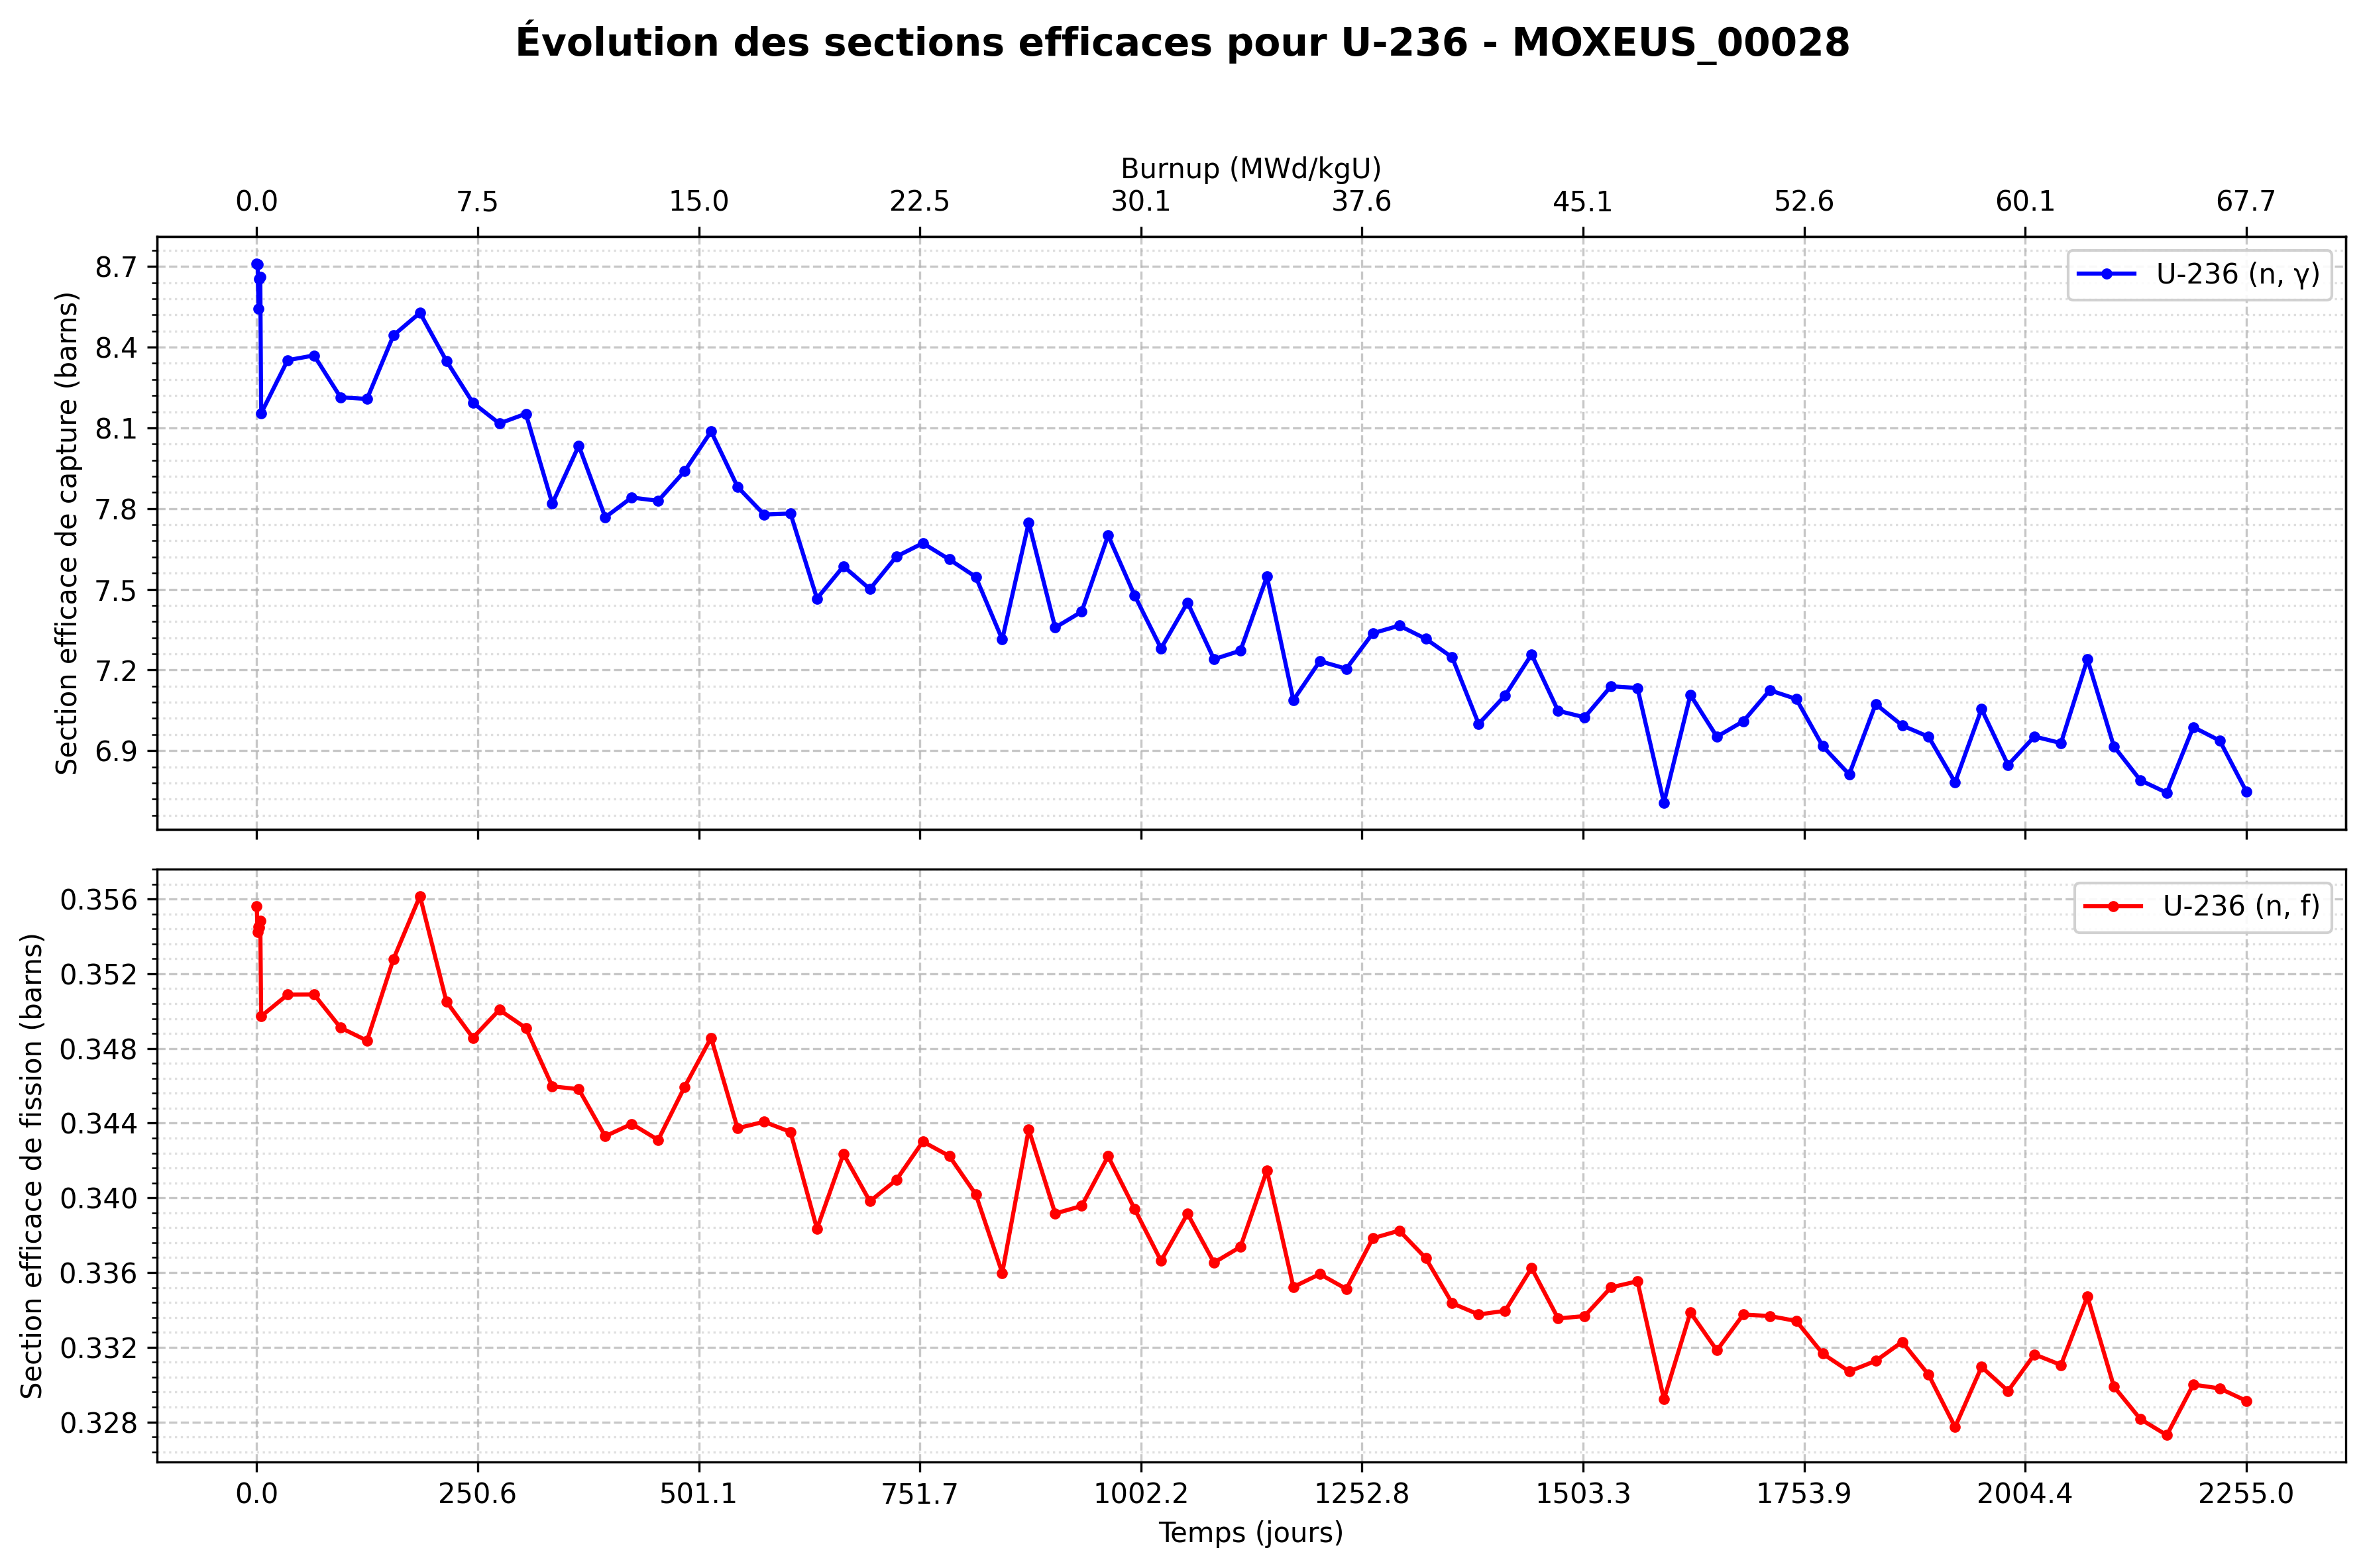 Évolution des sections efficaces pour U-236 - MOXEUS_00028
Burnup (MWd/kgU)
0.0 7.5 15.0 22.5 30.1 37.6 45.1 52.6 60.1 67.7
Section efficace de capture (barns)
8.7
8.4
8.1
7.8
7.5
7.2
6.9
U-236 (n, γ)
Section efficace de fission (barns)
0.356
0.352
0.348
0.344
0.340
0.336
0.332
0.328
U-236 (n, f)
0.0 250.6 501.1 751.7 1002.2 1252.8 1503.3 1753.9 2004.4 2255.0
Temps (jours)